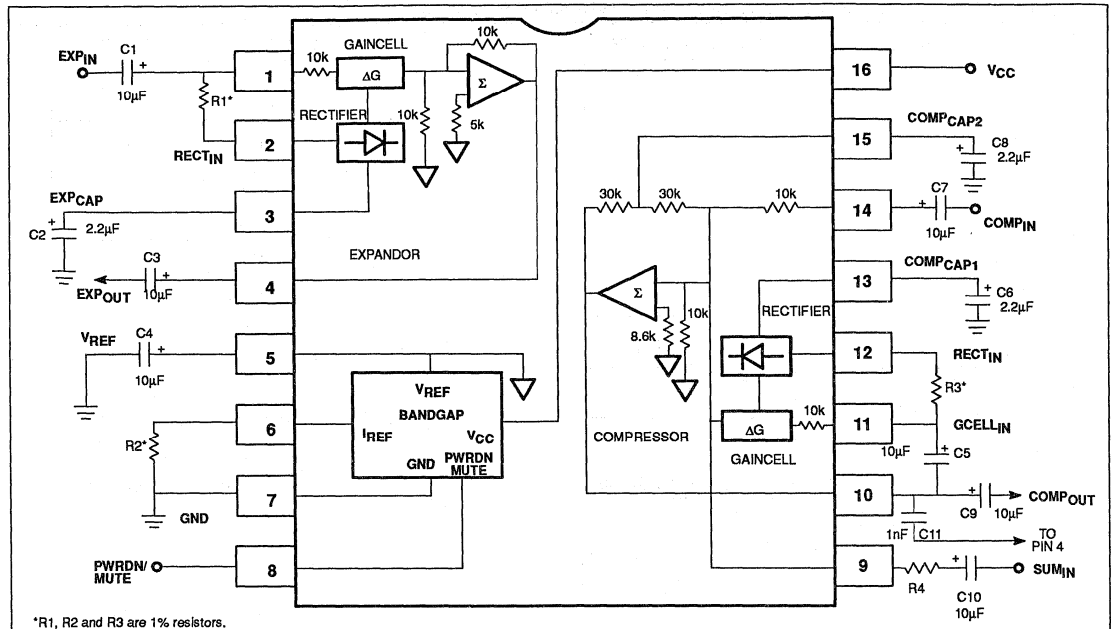 EXPIN
C1
+
10µF
R1*
1
10k
GAINCELL
ΔG
10k
Σ
10k
5k
RECTIFIER
2
RECTIN
EXPCAP
3
+
C2
2.2µF
EXPANDOR
C3
+
10µF
EXPOUT
4
VREF
C4
+
10µF
5
VREF
BANDGAP
IREF
VCC
GND
PWRDN
MUTE
6
R2*
7
GND
PWRDN/
MUTE
8
16
VCC
15
COMPCAP2
+
C8
2.2µF
30k
30k
10k
14
C7
+
10µF
COMPIN
13
COMPCAP1
+
C6
2.2µF
Σ
8.6k
10k
RECTIFIER
12
RECTIN
R3*
COMPRESSOR
ΔG
10k
GAINCELL
11
GCELLIN
10µF
+
C5
10
+
C9
10µF
COMPOUT
1nF
C11
TO
PIN 4
9
R4
+
C10
10µF
SUMIN
*R1, R2 and R3 are 1% resistors.